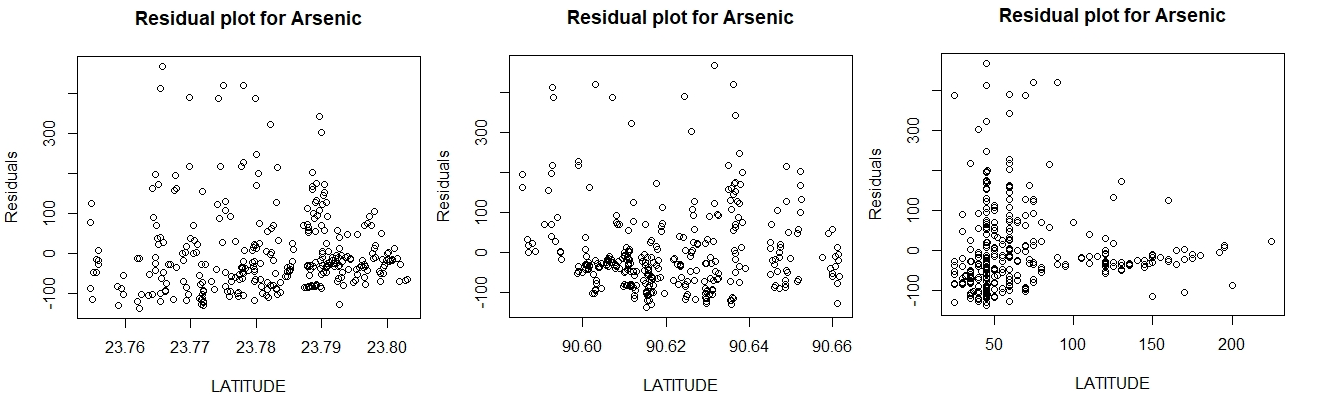 Residual plot for Arsenic
Residuals
-100 0 100 300
23.76 23.77 23.78 23.79 23.80
LATITUDE
Residual plot for Arsenic
Residuals
-100 0 100 300
90.60 90.62 90.64 90.66
LATITUDE
Residual plot for Arsenic
Residuals
-100 0 100 300
50 100 150 200
LATITUDE